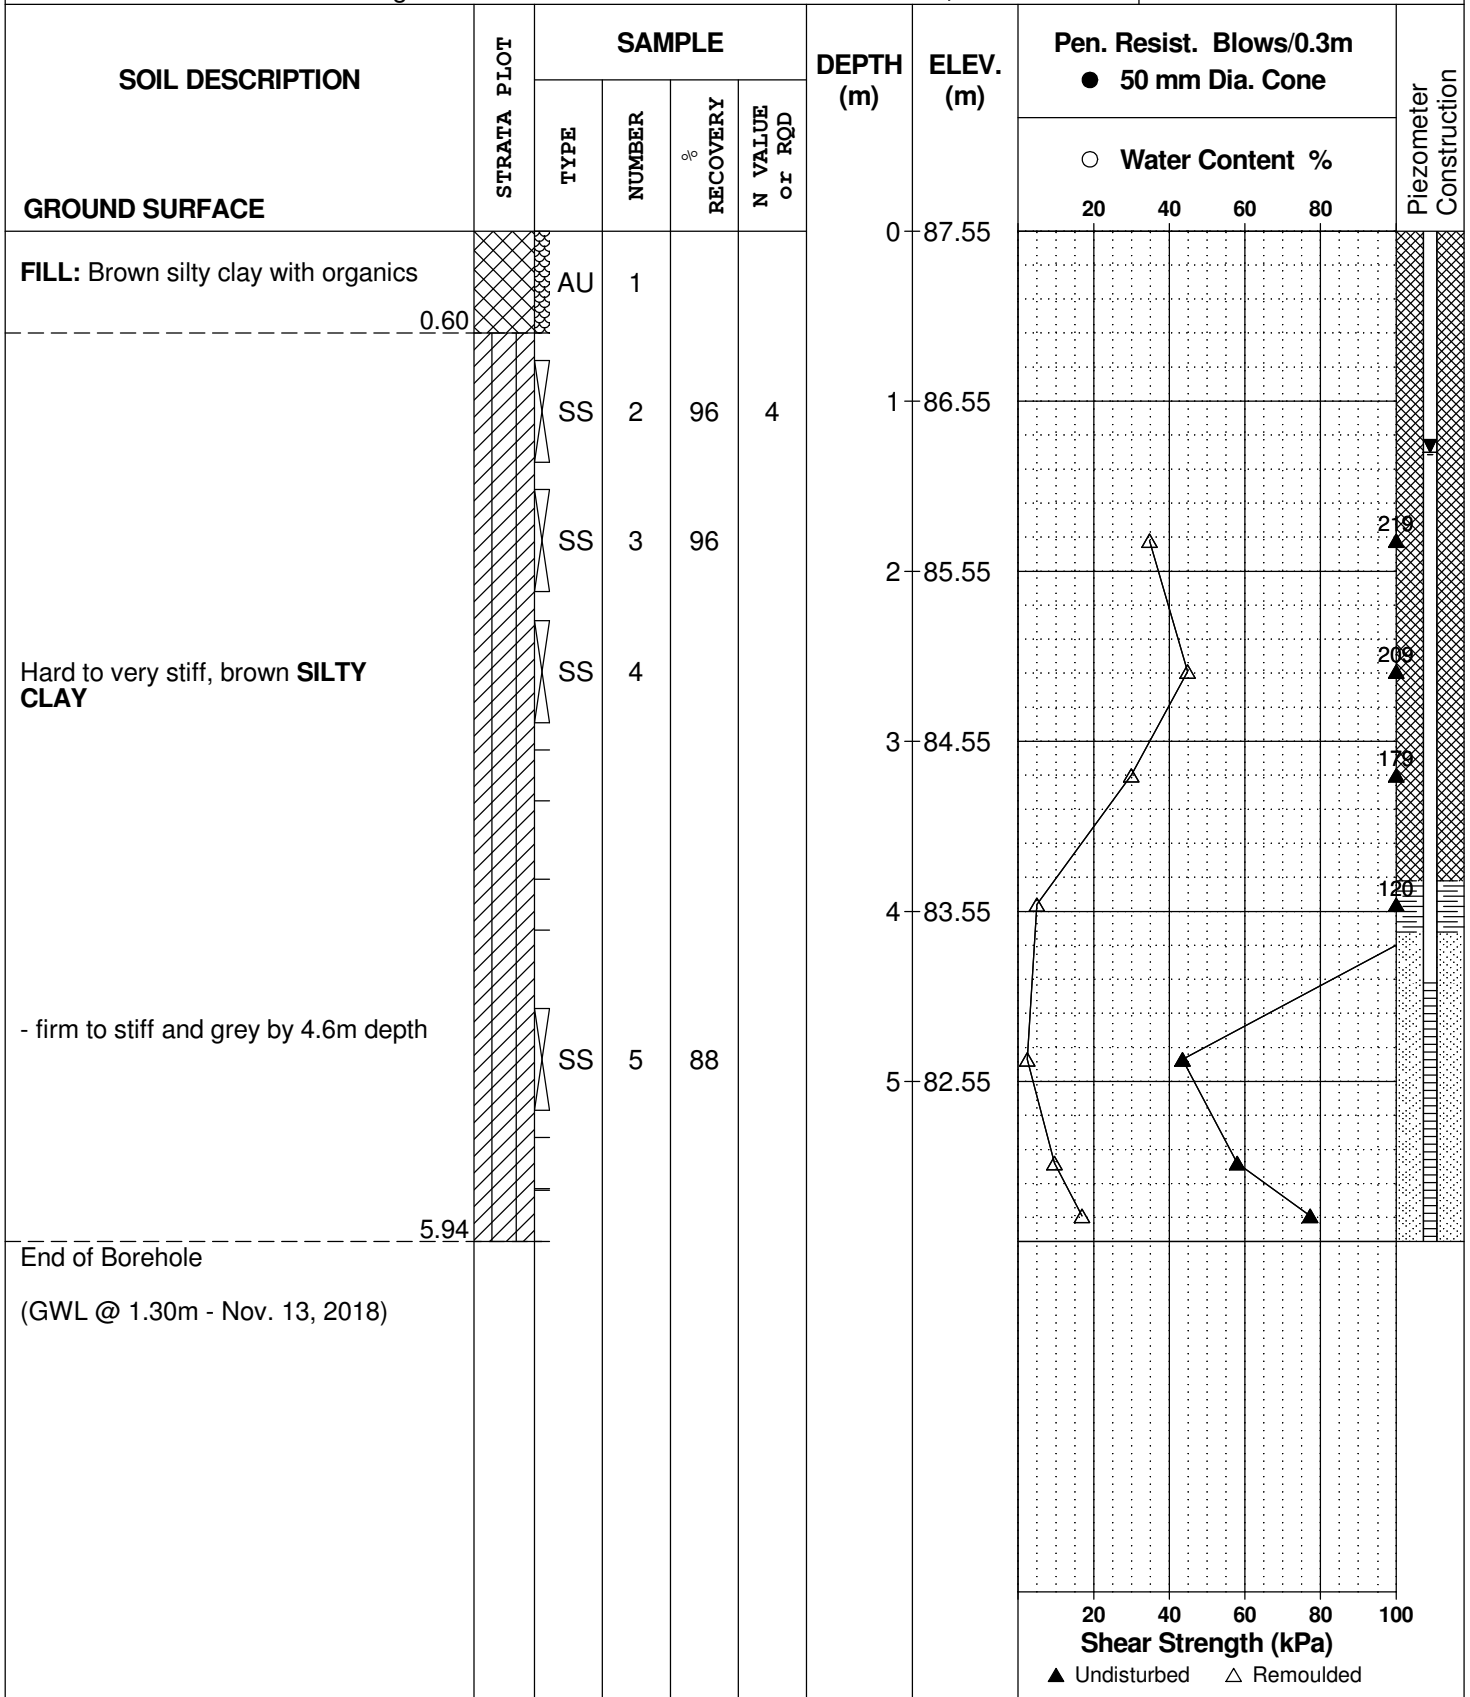 SOIL DESCRIPTION
GROUND SURFACE
STRATA PLOT
SAMPLE
TYPE
NUMBER
% RECOVERY
N VALUE
or RQD
DEPTH
(m)
ELEV.
(m)
Pen. Resist. Blows/0.3m
● 50 mm Dia. Cone
○ Water Content %
20 40 60 80
Piezometer
Construction
0 87.55
FILL: Brown silty clay with organics
AU 1
0.60
SS 2 96 4
1 86.55
219
SS 3 96
2 85.55
209
Hard to very stiff, brown SILTY
CLAY
SS 4
3 84.55
179
120
4 83.55
- firm to stiff and grey by 4.6m depth
SS 5 88
5 82.55
5.94
End of Borehole
(GWL @ 1.30m - Nov. 13, 2018)
20 40 60 80 100
Shear Strength (kPa)
▲ Undisturbed △ Remoulded